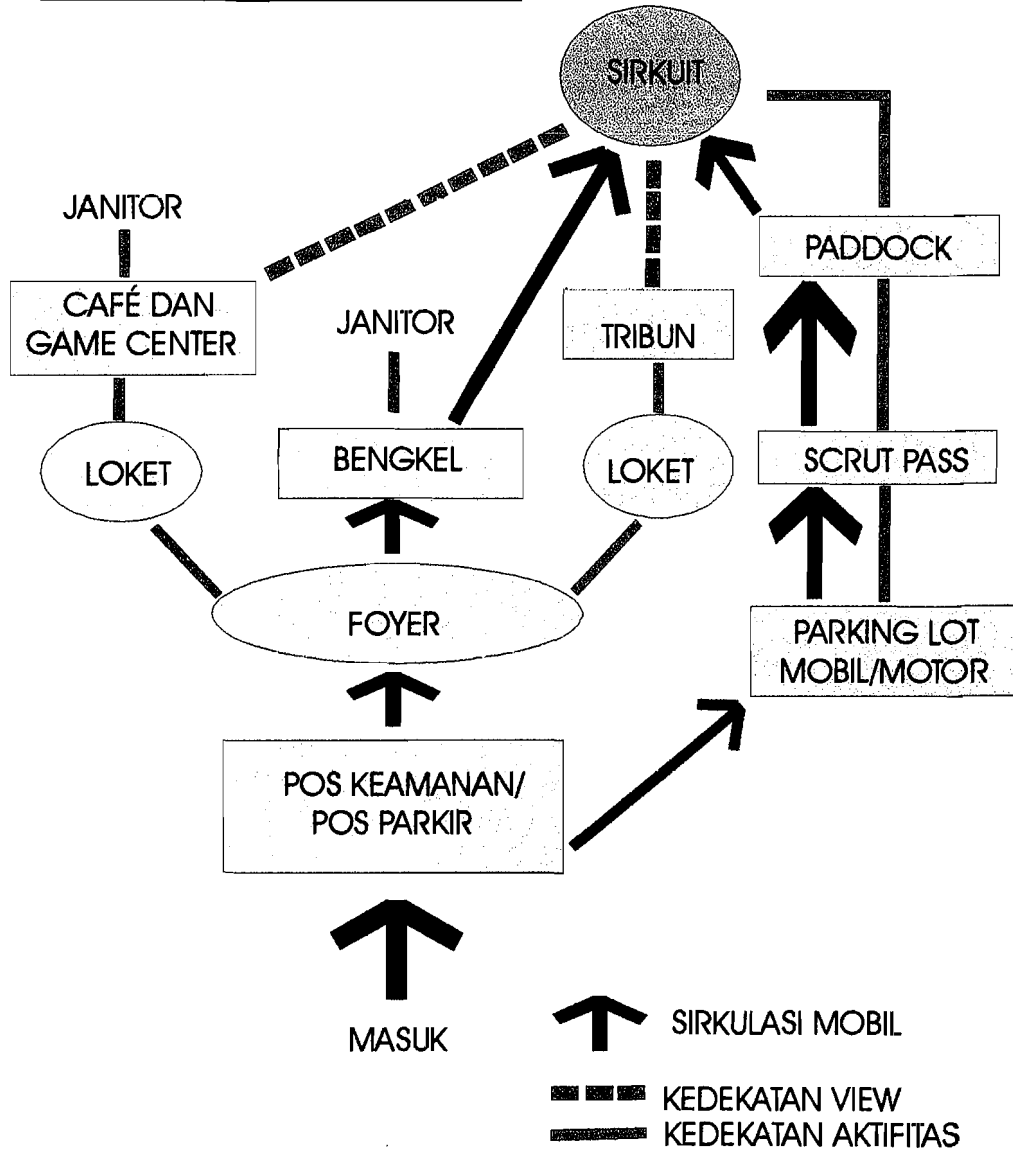 SIRKUIT
JANITOR
PADDOCK
CAFÉ DAN
GAME CENTER
JANITOR
TRIBUN
LOKET
BENGKEL
LOKET
SCRUT PASS
FOYER
PARKING LOT
MOBIL/MOTOR
POS KEAMANAN/
POS PARKIR
MASUK
SIRKULASI MOBIL
KEDEKATAN VIEW
KEDEKATAN AKTIFITAS